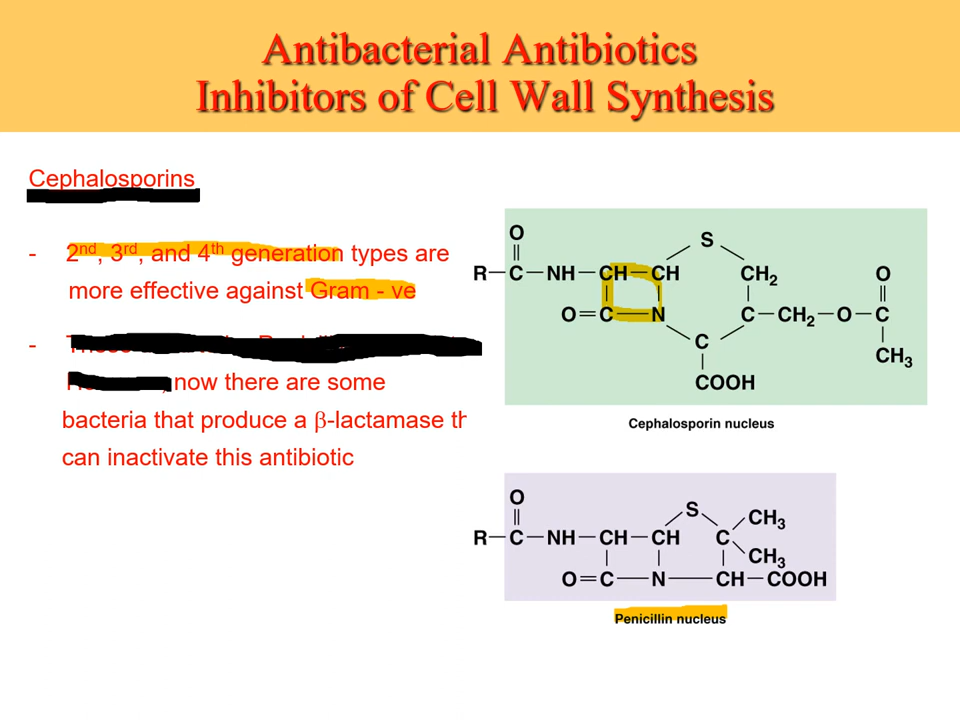 Antibacterial Antibiotics
Inhibitors of Cell Wall Synthesis
Cephalosporins
- 2nd, 3rd, and 4th generation types are
more effective against Gram - ve
-
now there are some
bacteria that produce a β-lactamase th
can inactivate this antibiotic
O S
R—C—NH—CH—CH CH2 O
O=C—N C—CH2—O—C
C CH3
COOH
Cephalosporin nucleus
O S CH3
R—C—NH—CH—CH C
CH3
O=C—N—CH—COOH
Penicillin nucleus